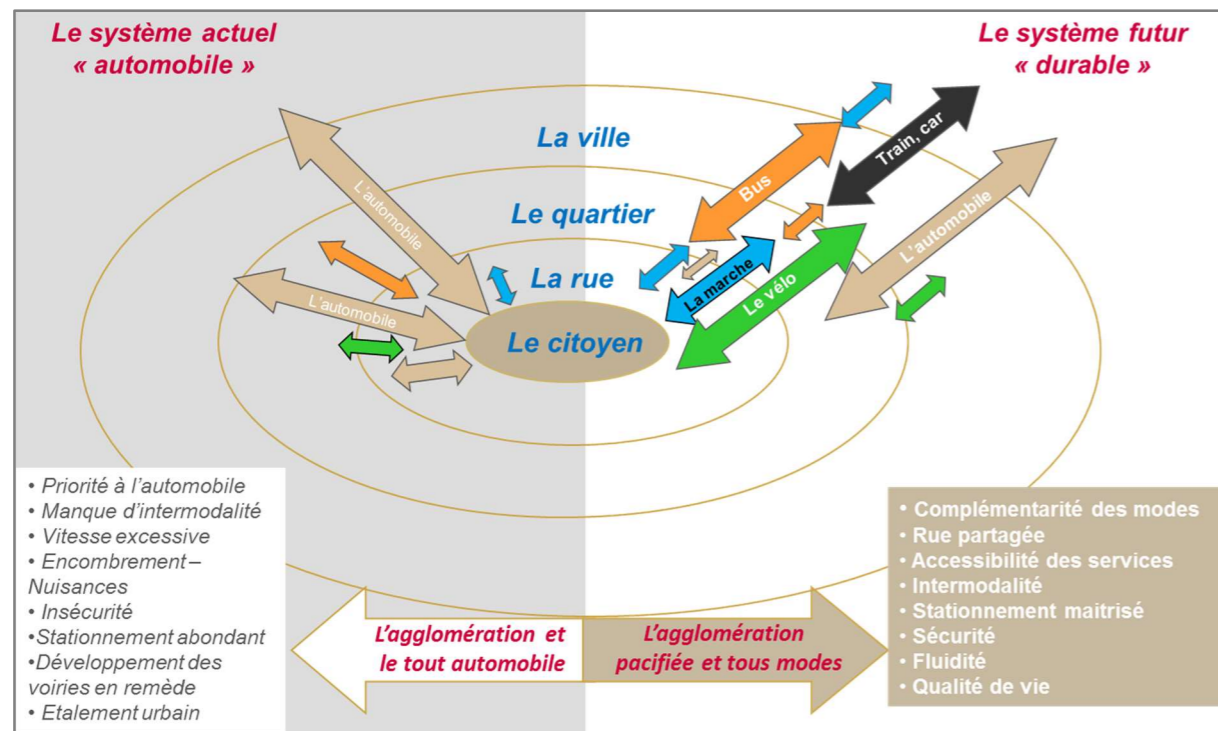 Le système actuel
« automobile »
Le système futur
« durable »
La ville
Le quartier
La rue
Le citoyen
L'automobile
L'automobile
Bus
Train, car
La marche
Le vélo
L'automobile
• Priorité à l'automobile
• Manque d'intermodalité
• Vitesse excessive
• Encombrement –
Nuisances
• Insécurité
•Stationnement abondant
•Développement des
voiries en remède
• Etalement urbain
L'agglomération et
le tout automobile
L'agglomération
pacifiée et tous modes
• Complémentarité des modes
• Rue partagée
• Accessibilité des services
• Intermodalité
• Stationnement maitrisé
• Sécurité
• Fluidité
• Qualité de vie